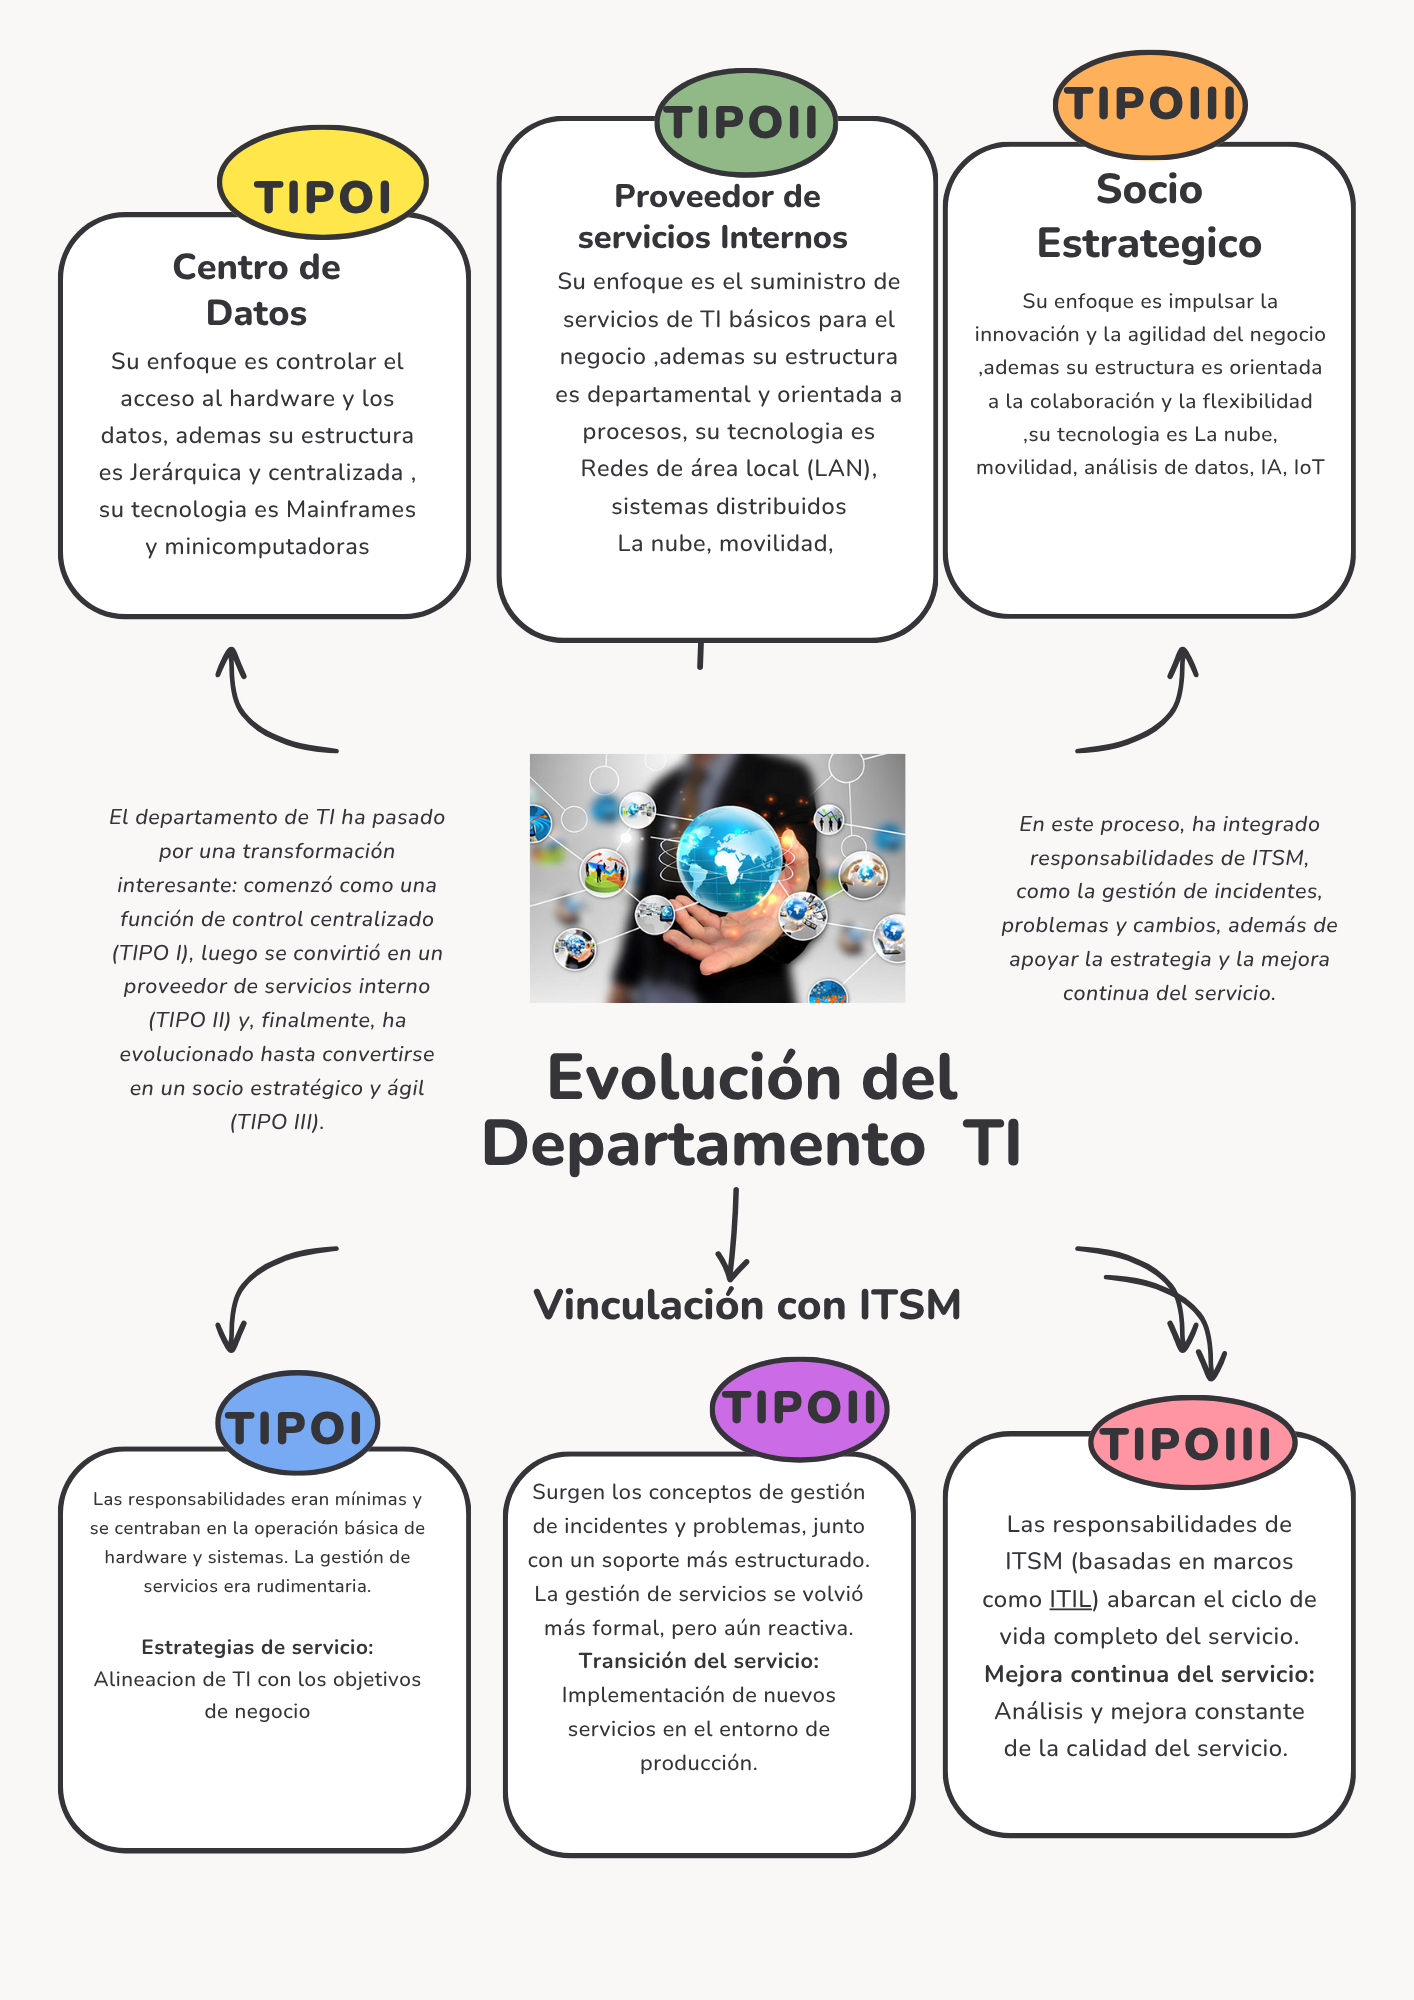 TIPOI
Centro de
Datos
Su enfoque es controlar el
acceso al hardware y los
datos, ademas su estructura
es Jerárquica y centralizada ,
su tecnologia es Mainframes
y minicomputadoras
TIPOII
Proveedor de
servicios Internos
Su enfoque es el suministro de
servicios de TI básicos para el
negocio ,ademas su estructura
es departamental y orientada a
procesos, su tecnologia es
Redes de área local (LAN),
sistemas distribuidos
La nube, movilidad,
TIPOIII
Socio
Estrategico
Su enfoque es impulsar la
innovación y la agilidad del negocio
,ademas su estructura es orientada
a la colaboración y la flexibilidad
,su tecnologia es La nube,
movilidad, análisis de datos, IA, IoT
El departamento de TI ha pasado
por una transformación
interesante: comenzó como una
función de control centralizado
(TIPO I), luego se convirtió en un
proveedor de servicios interno
(TIPO II) y, finalmente, ha
evolucionado hasta convertirse
en un socio estratégico y ágil
(TIPO III).
En este proceso, ha integrado
responsabilidades de ITSM,
como la gestión de incidentes,
problemas y cambios, además de
apoyar la estrategia y la mejora
continua del servicio.
Evolución del
Departamento TI
Vinculación con ITSM
TIPOI
Las responsabilidades eran mínimas y
se centraban en la operación básica de
hardware y sistemas. La gestión de
servicios era rudimentaria.
Estrategias de servicio:
Alineacion de TI con los objetivos
de negocio
TIPOII
Surgen los conceptos de gestión
de incidentes y problemas, junto
con un soporte más estructurado.
La gestión de servicios se volvió
más formal, pero aún reactiva.
Transición del servicio:
Implementación de nuevos
servicios en el entorno de
producción.
TIPOIII
Las responsabilidades de
ITSM (basadas en marcos
como ITIL) abarcan el ciclo de
vida completo del servicio.
Mejora continua del servicio:
Análisis y mejora constante
de la calidad del servicio.